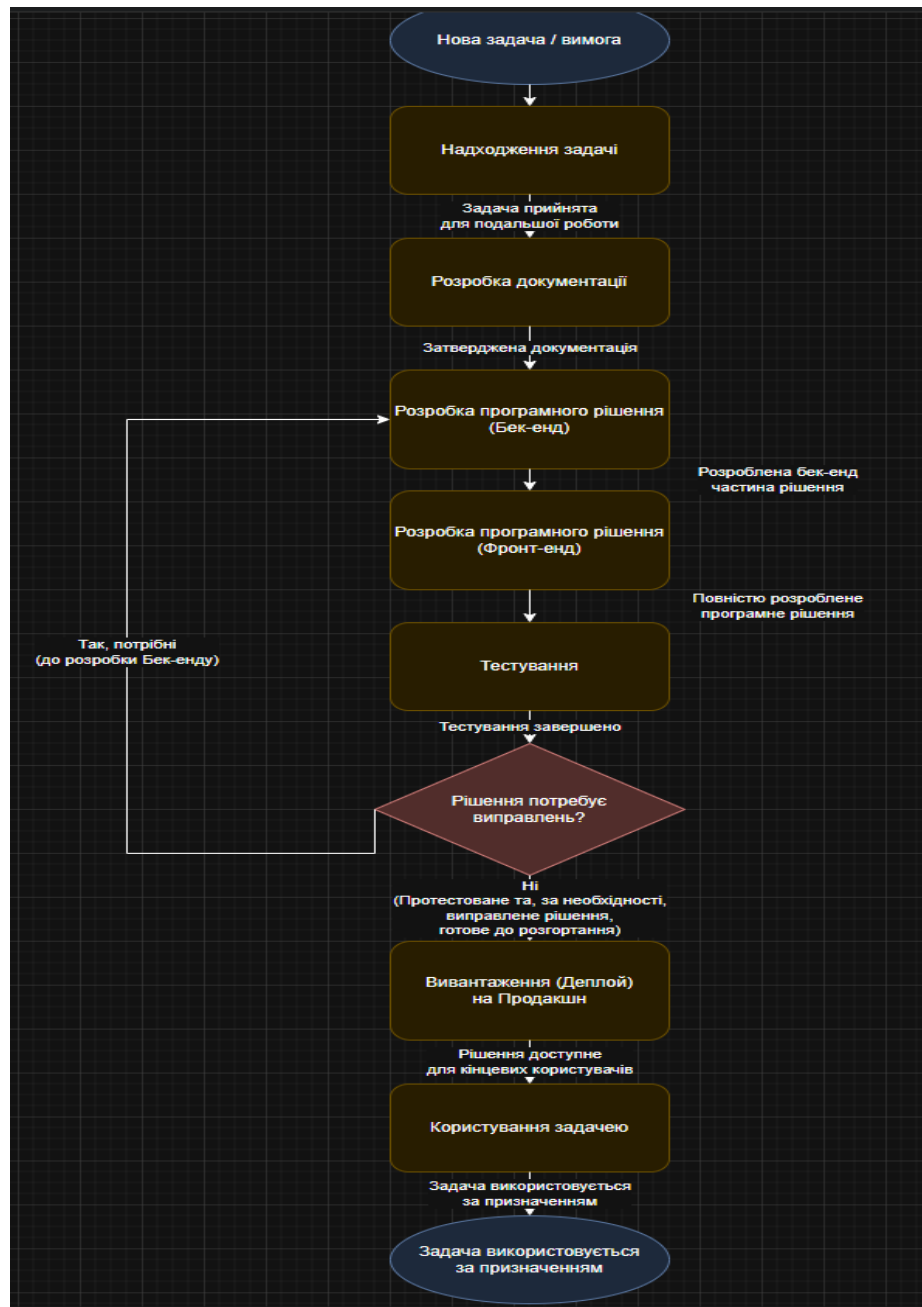 Нова задача / вимога
Надходження задачі
Задача прийнята
для подальшої роботи
Розробка документації
Затверджена документація
Розробка програмного рішення
(Бек-енд)
Розроблена бек-енд
частина рішення
Розробка програмного рішення
(Фронт-енд)
Повністю розроблене
програмне рішення
Так, потрібні
(до розробки Бек-енду)
Тестування
Тестування завершено
Рішення потребує
виправлень?
Ні
(Протестоване та, за необхідності,
виправлене рішення,
готове до розгортання)
Вивантаження (Деплой)
на Продакшн
Рішення доступне
для кінцевих користувачів
Користування задачею
Задача використовується
за призначенням
Задача використовується
за призначенням